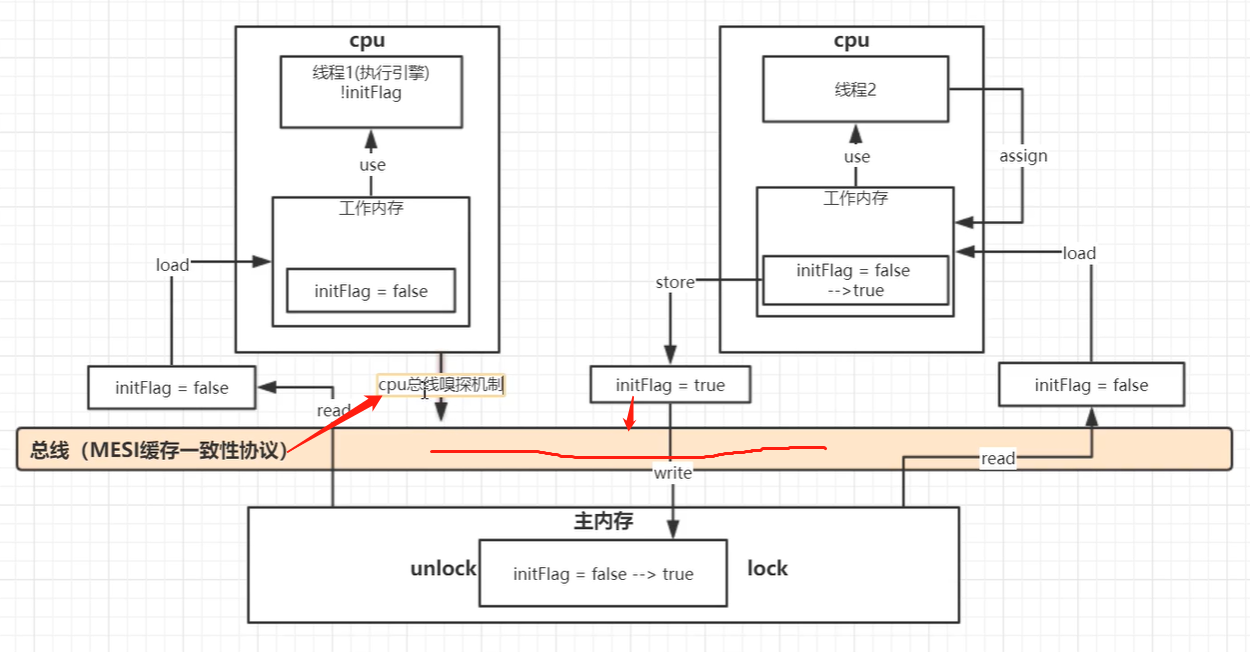 cpu
线程1(执行引擎)
!initFlag
use
工作内存
initFlag = false
load
initFlag = false
read
cpu总线嗅探机制
cpu
线程2
assign
use
工作内存
initFlag = false
-->true
store
load
initFlag = true
initFlag = false
总线（MESI缓存一致性协议）
write
read
主内存
unlock
initFlag = false --> true
lock